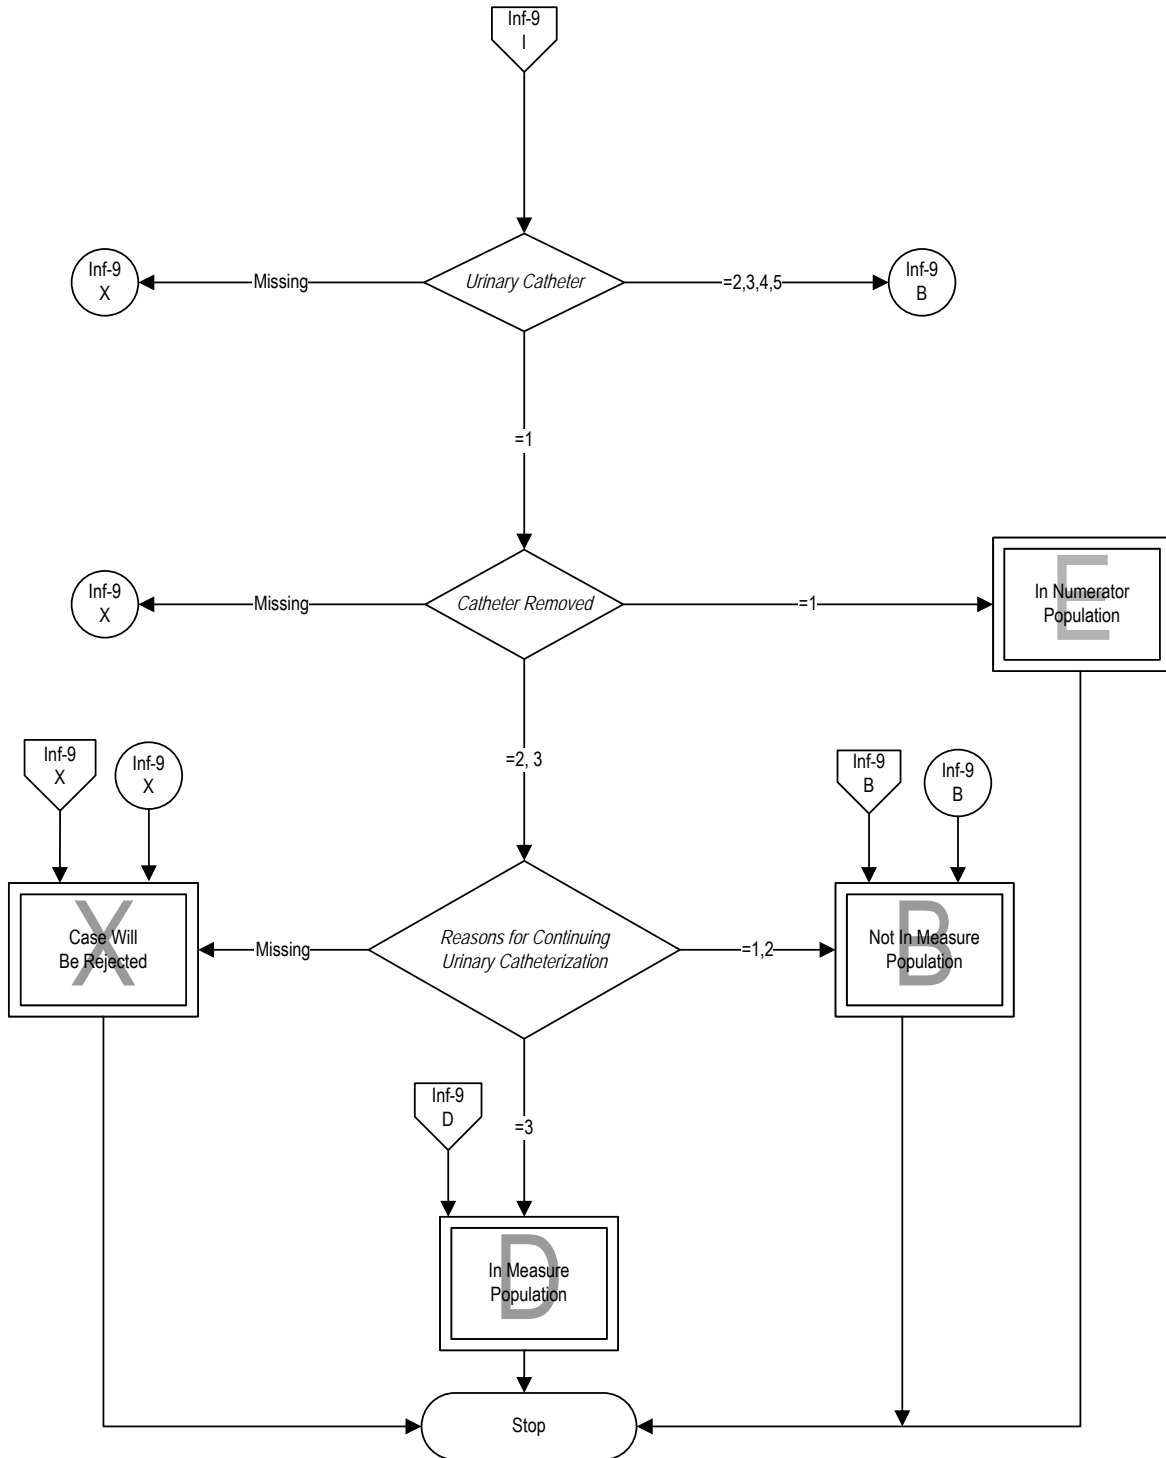 Inf-9
I
Inf-9
X
Missing
Urinary Catheter
=2,3,4,5
Inf-9
B
=1
Inf-9
X
Missing
Catheter Removed
=1
E
In Numerator
Population
=2, 3
Inf-9
X
Inf-9
X
Inf-9
B
Inf-9
B
X
Case Will
Be Rejected
Missing
Reasons for Continuing
Urinary Catheterization
=1,2
B
Not In Measure
Population
Inf-9
D
=3
D
In Measure
Population
Stop